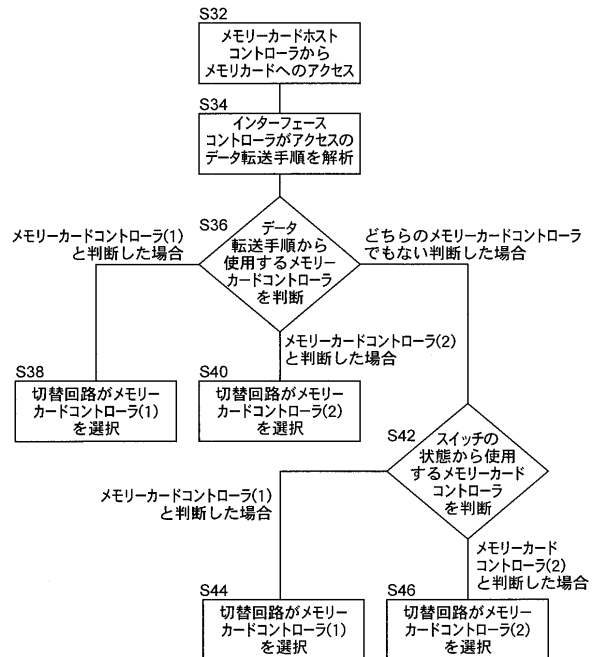 S32
メモリーカードホスト
コントローラから
メモリカードへのアクセス
S34
インターフェース
コントローラがアクセスの
データ転送手順を解析
S36
データ
転送手順から
使用するメモリー
カードコントローラ
を判断
メモリーカードコントローラ(1)
と判断した場合
どちらのメモリーカードコントローラ
でもない判断した場合
メモリーカードコントローラ(2)
と判断した場合
S38
切替回路がメモリー
カードコントローラ(1)
を選択
S40
切替回路がメモリー
カードコントローラ(2)
を選択
S42
スイッチの
状態から使用
するメモリーカード
コントローラ
を判断
メモリーカードコントローラ(1)
と判断した場合
メモリーカード
コントローラ(2)
と判断した場合
S44
切替回路がメモリー
カードコントローラ(1)
を選択
S46
切替回路がメモリー
カードコントローラ(2)
を選択